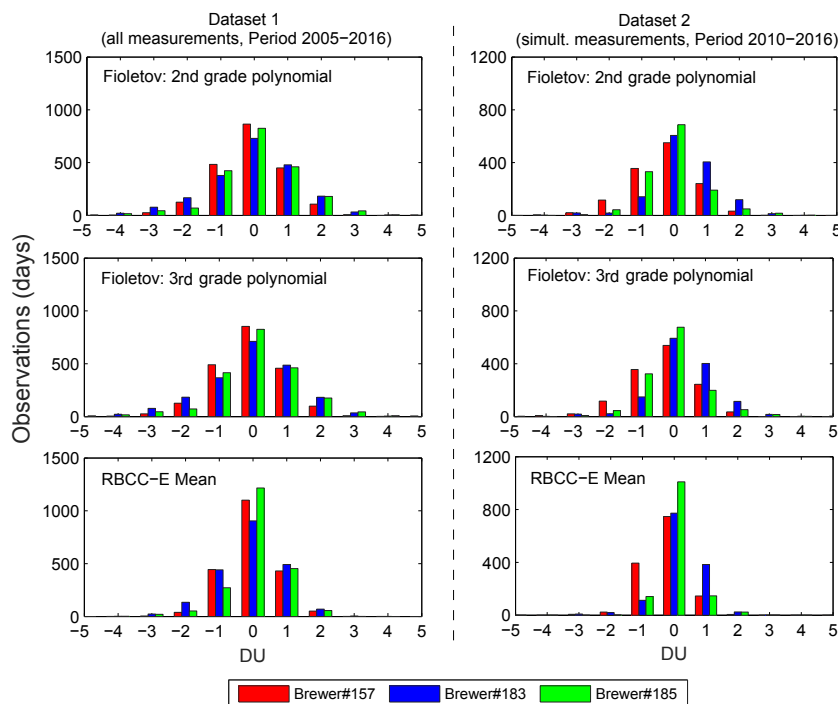 Dataset 1
(all measurements, Period 2005−2016)
Dataset 2
(simult. measurements, Period 2010−2016)
Observations (days)
Fioletov: 2nd grade polynomial
1500
1000
500
0
−5 −4 −3 −2 −1 0 1 2 3 4 5
Fioletov: 2nd grade polynomial
1200
800
400
0
−5 −4 −3 −2 −1 0 1 2 3 4 5
Fioletov: 3rd grade polynomial
1500
1000
500
0
−5 −4 −3 −2 −1 0 1 2 3 4 5
Fioletov: 3rd grade polynomial
1200
800
400
0
−5 −4 −3 −2 −1 0 1 2 3 4 5
RBCC−E Mean
1500
1000
500
0
−5 −4 −3 −2 −1 0 1 2 3 4 5
DU
RBCC−E Mean
1200
800
400
0
−5 −4 −3 −2 −1 0 1 2 3 4 5
DU
Brewer#157 Brewer#183 Brewer#185